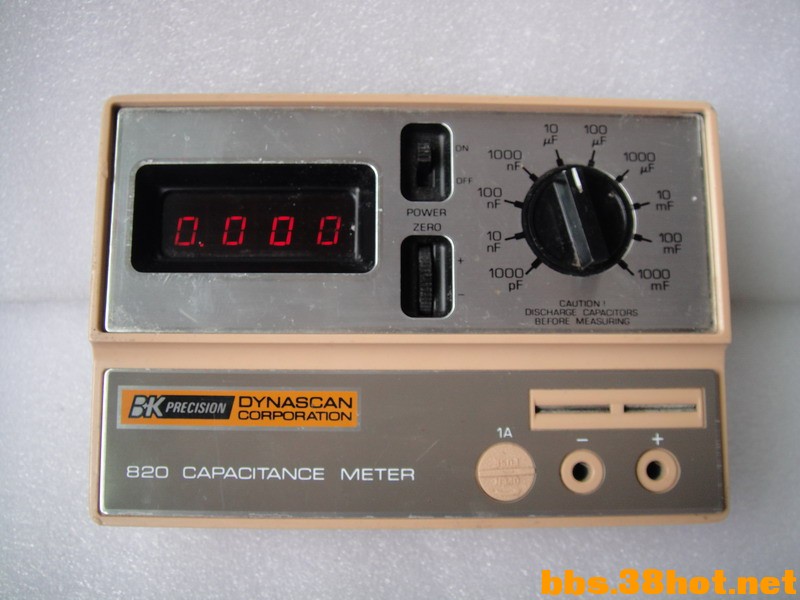 0.000
ON
OFF
POWER
ZERO
+
−
1000
pF
10
nF
100
nF
1000
nF
10
µF
100
µF
1000
µF
10
mF
100
mF
1000
mF
CAUTION!
DISCHARGE CAPACITORS
BEFORE MEASURING
B+K PRECISION
DYNASCAN
CORPORATION
820 CAPACITANCE METER
1A
−
+
bbs.38hot.net